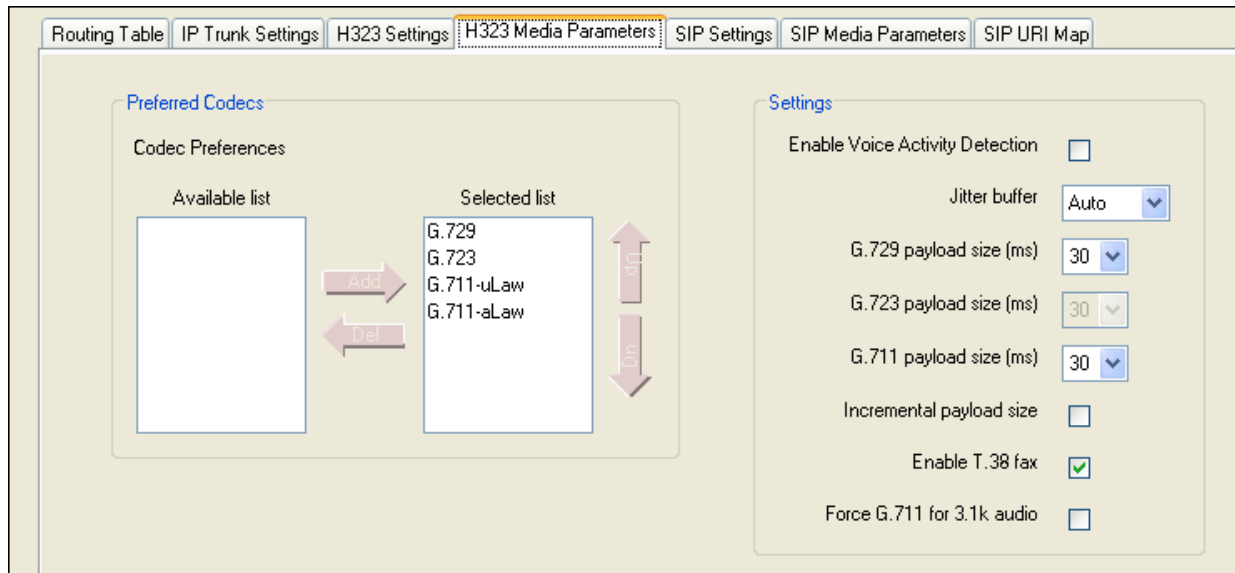 Routing Table IP Trunk Settings H323 Settings H323 Media Parameters SIP Settings SIP Media Parameters SIP URI Map
Preferred Codecs
Codec Preferences
Available list
Selected list
G.729
G.723
G.711-uLaw
G.711-aLaw
Add
Del
Up
Dn
Settings
Enable Voice Activity Detection
Jitter buffer Auto
G.729 payload size (ms) 30
G.723 payload size (ms) 30
G.711 payload size (ms) 30
Incremental payload size
Enable T.38 fax
Force G.711 for 3.1k audio